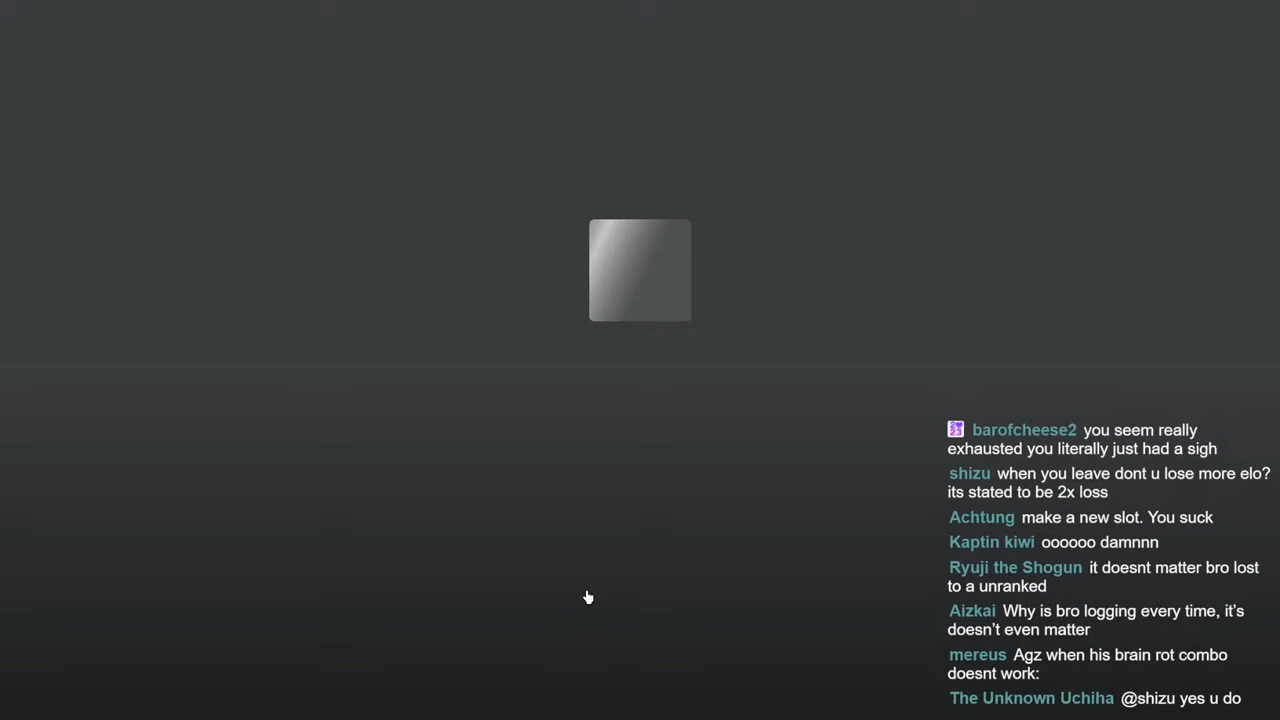 barofcheese2 you seem really
exhausted you literally just had a sigh
shizu when you leave dont u lose more elo?
its stated to be 2x loss
Achtung make a new slot. You suck
Kaptin kiwi oooooo damnnn
Ryuji the Shogun it doesnt matter bro lost
to a unranked
Aizkai Why is bro logging every time, it’s
doesn’t even matter
mereus Agz when his brain rot combo
doesnt work:
The Unknown Uchiha @shizu yes u do